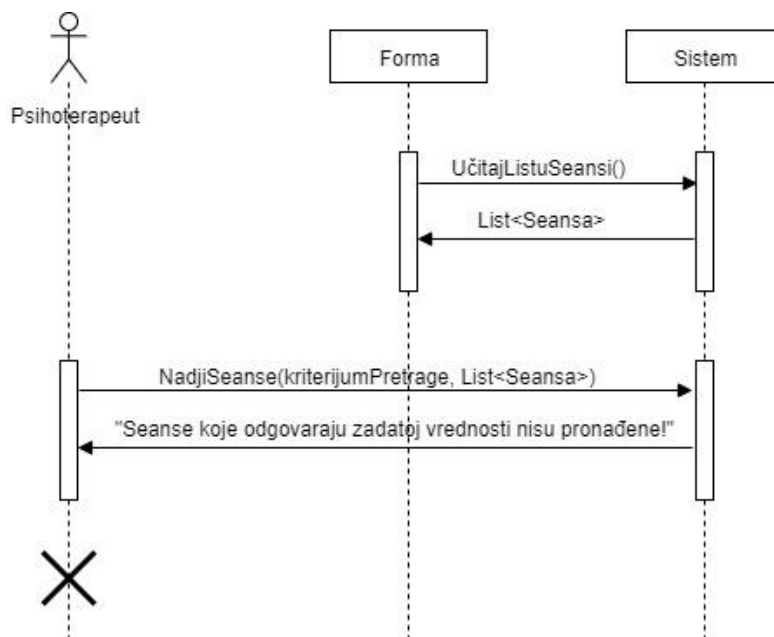 Forma
Sistem
Psihoterapeut
UčitajListuSeansi()
List<Seansa>
NadjiSeanse(kriterijumPretrage, List<Seansa>)
"Seanse koje odgovaraju zadatoj vrednosti nisu pronađene!"